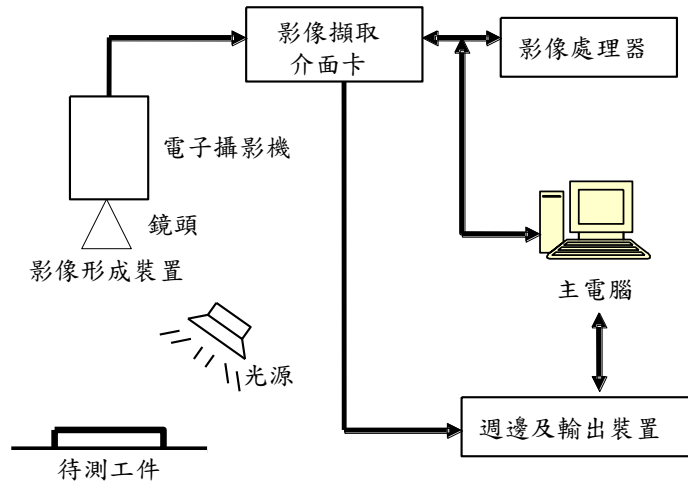 影像擷取
介面卡
影像處理器
電子攝影機
鏡頭
影像形成裝置
主電腦
光源
週邊及輸出裝置
待測工件